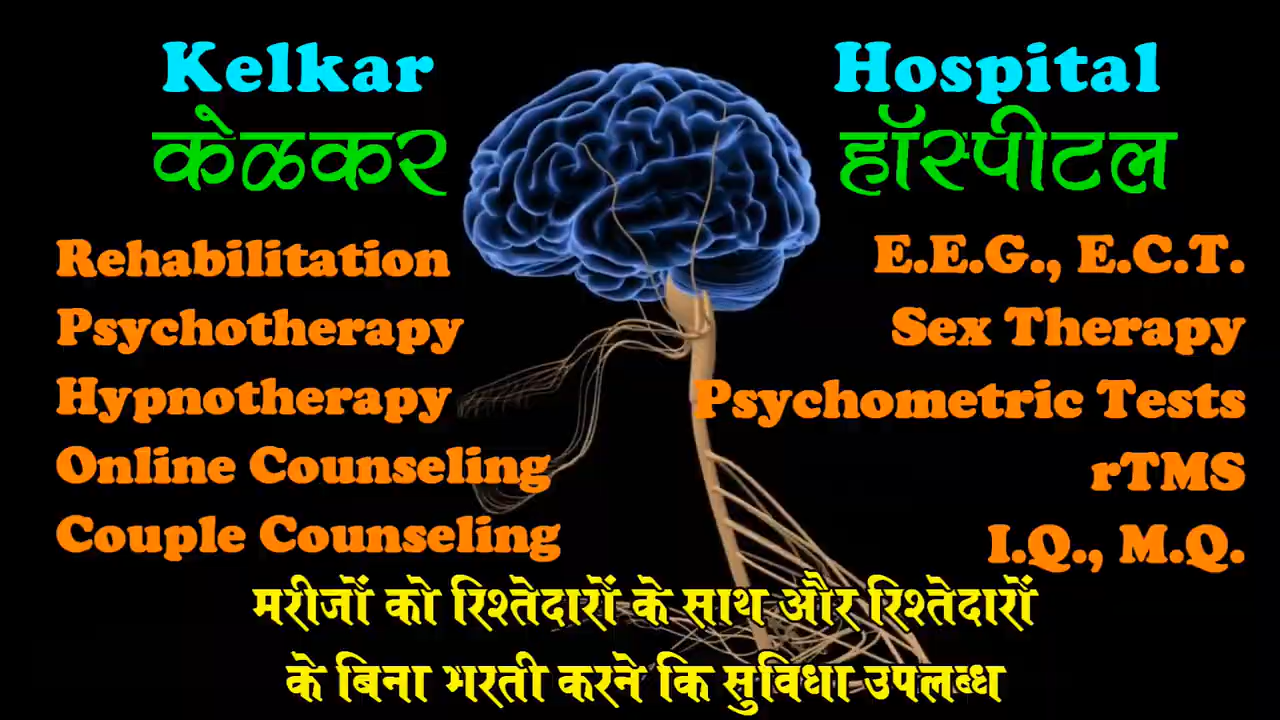 Kelkar Hospital
केळकर हॉस्पीटल
Rehabilitation
Psychotherapy
Hypnotherapy
Online Counseling
Couple Counseling
E.E.G., E.C.T.
Sex Therapy
Psychometric Tests
rTMS
I.Q., M.Q.
मरीजों को रिश्तेदारों के साथ और रिश्तेदारों
के बिना भरती करने कि सुविधा उपलब्ध